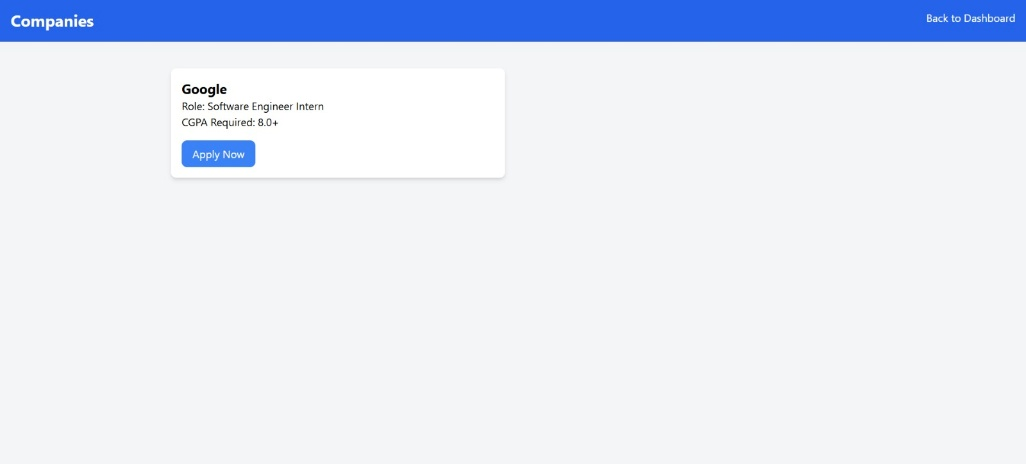 Companies
Back to Dashboard
Google
Role: Software Engineer Intern
CGPA Required: 8.0+
Apply Now